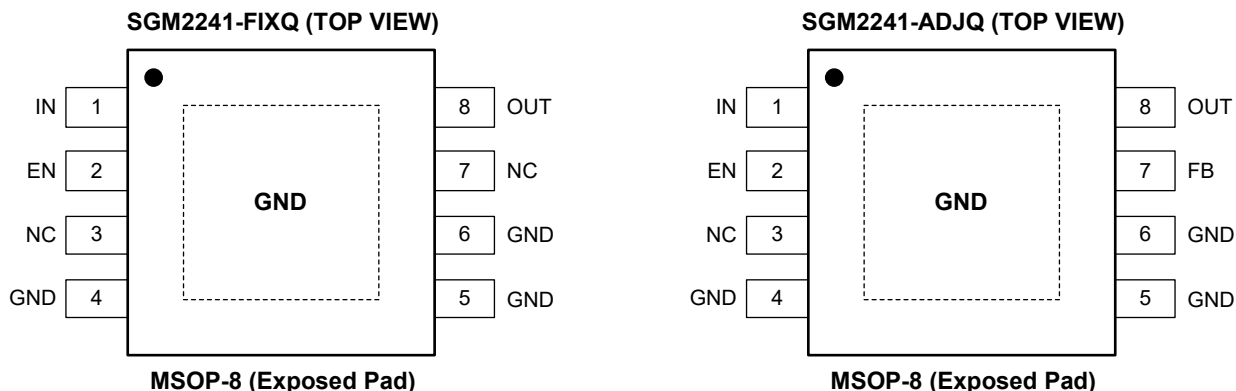 SGM2241-FIXQ (TOP VIEW)
IN 1 8 OUT
EN 2 7 NC
GND
NC 3 6 GND
GND 4 5 GND
MSOP-8 (Exposed Pad)
SGM2241-ADJQ (TOP VIEW)
IN 1 8 OUT
EN 2 7 FB
GND
NC 3 6 GND
GND 4 5 GND
MSOP-8 (Exposed Pad)